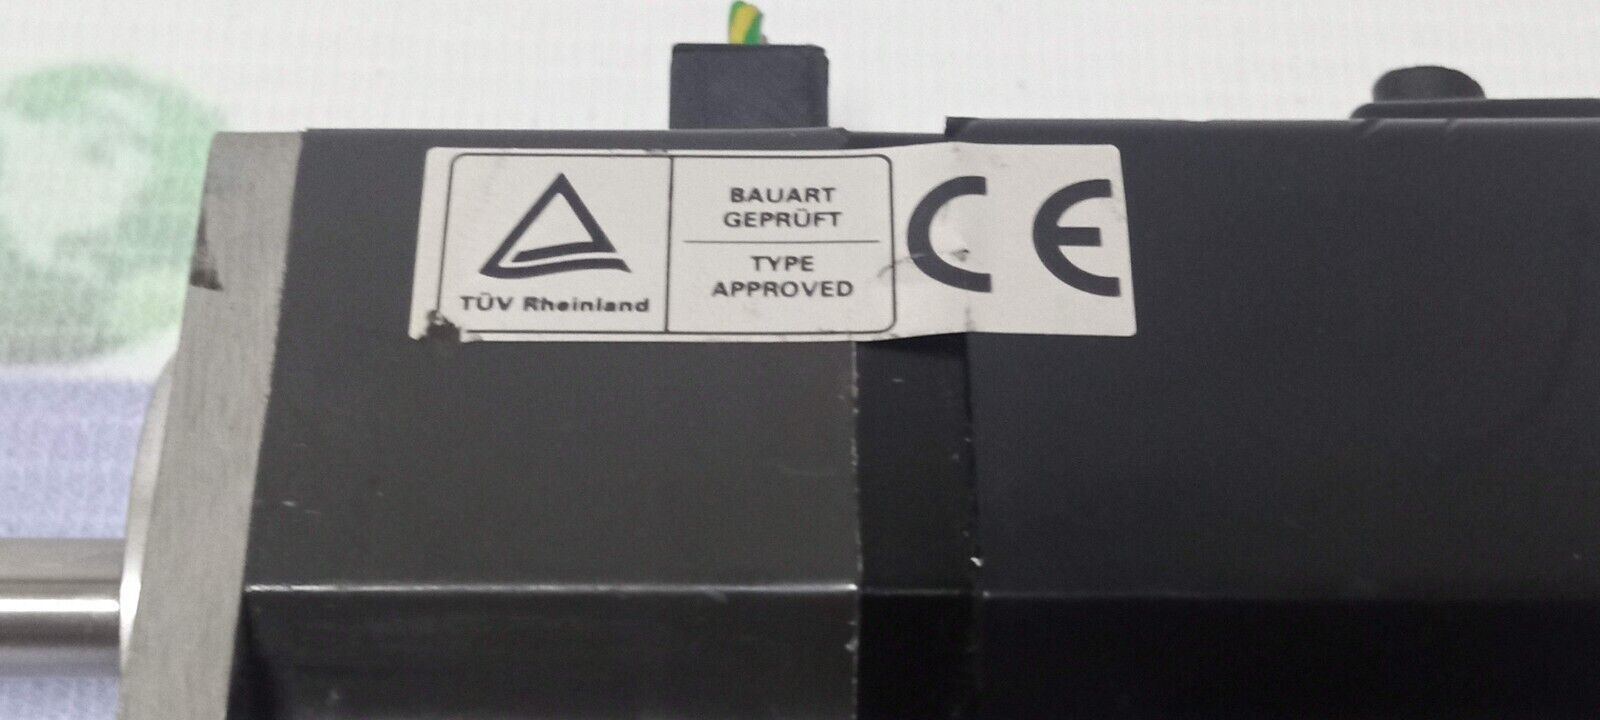 TÜV Rheinland
BAUART
GEPRÜFT
TYPE
APPROVED
CE